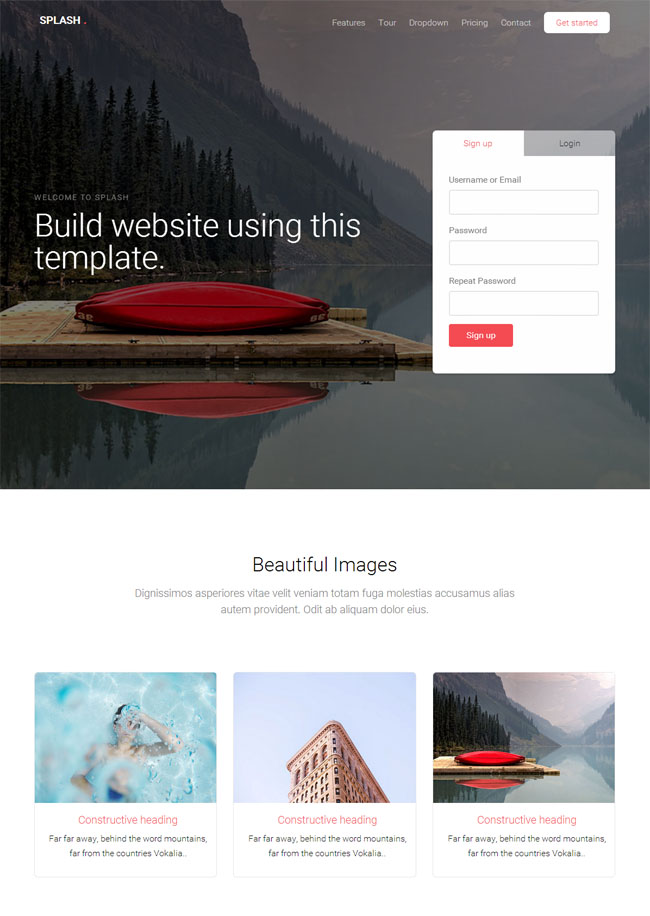 SPLASH .
Features Tour Dropdown Pricing Contact Get started
Sign up Login
WELCOME TO SPLASH
Build website using this
template.
Username or Email
Password
Repeat Password
Sign up
Beautiful Images
Dignissimos asperiores vitae velit veniam totam fuga molestias accusamus alias
autem provident. Odit ab aliquam dolor eius.
Constructive heading
Far far away, behind the word mountains,
far from the countries Vokalia..
Constructive heading
Far far away, behind the word mountains,
far from the countries Vokalia..
Constructive heading
Far far away, behind the word mountains,
far from the countries Vokalia..